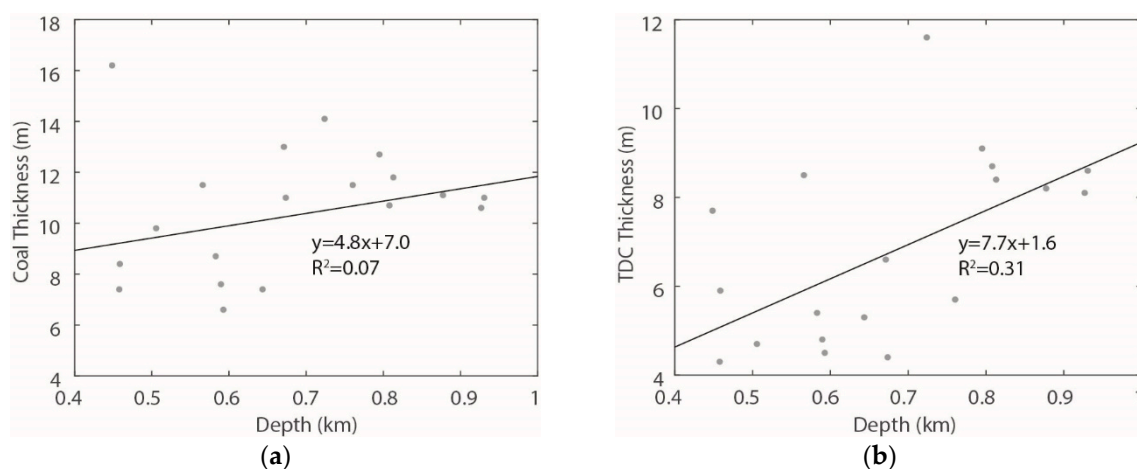 18
16
14
12
10
8
6
4
Coal Thickness (m)
y=4.8x+7.0
R²=0.07
0.4 0.5 0.6 0.7 0.8 0.9 1
Depth (km)
(a)
12
10
8
6
4
TDC Thickness (m)
y=7.7x+1.6
R²=0.31
0.4 0.5 0.6 0.7 0.8 0.9 1
Depth (km)
(b)